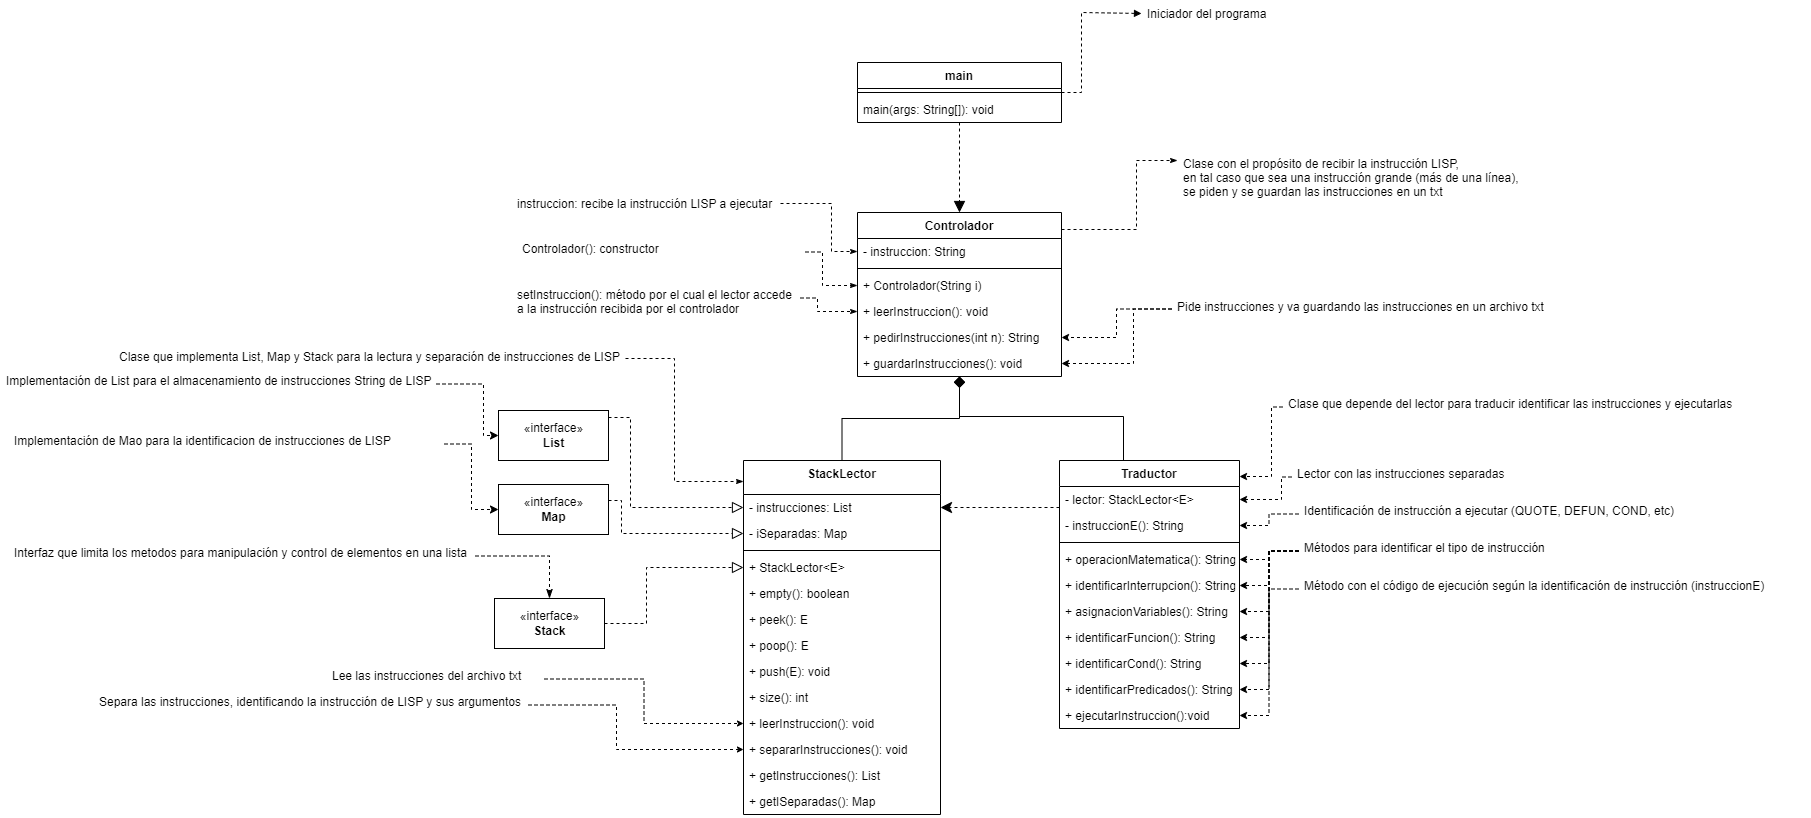 Iniciador del programa
main
main(args: String[]): void
Clase con el propósito de recibir la instrucción LISP,
en tal caso que sea una instrucción grande (más de una línea),
se piden y se guardan las instrucciones en un txt
instruccion: recibe la instrucción LISP a ejecutar
Controlador
Controlador(): constructor
- instruccion: String
+ Controlador(String i)
setInstruccion(): método por el cual el lector accede
a la instrucción recibida por el controlador
+ leerInstruccion(): void
Pide instrucciones y va guardando las instrucciones en un archivo txt
+ pedirInstrucciones(int n): String
+ guardarInstrucciones(): void
Clase que implementa List, Map y Stack para la lectura y separación de instrucciones de LISP
Implementación de List para el almacenamiento de instrucciones String de LISP
«interface»
List
Implementación de Mao para la identificacion de instrucciones de LISP
«interface»
Map
Interfaz que limita los metodos para manipulación y control de elementos en una lista
«interface»
Stack
Lee las instrucciones del archivo txt
Separa las instrucciones, identificando la instrucción de LISP y sus argumentos
StackLector
- instrucciones: List
- iSeparadas: Map
+ StackLector<E>
+ empty(): boolean
+ peek(): E
+ poop(): E
+ push(E): void
+ size(): int
+ leerInstruccion(): void
+ separarInstrucciones(): void
+ getInstrucciones(): List
+ getISeparadas(): Map
Traductor
- lector: StackLector<E>
- instruccionE(): String
+ operacionMatematica(): String
+ identificarInterrupcion(): String
+ asignacionVariables(): String
+ identificarFuncion(): String
+ identificarCond(): String
+ identificarPredicados(): String
+ ejecutarInstruccion():void
Clase que depende del lector para traducir identificar las instrucciones y ejecutarlas
Lector con las instrucciones separadas
Identificación de instrucción a ejecutar (QUOTE, DEFUN, COND, etc)
Métodos para identificar el tipo de instrucción
Método con el código de ejecución según la identificación de instrucción (instruccionE)